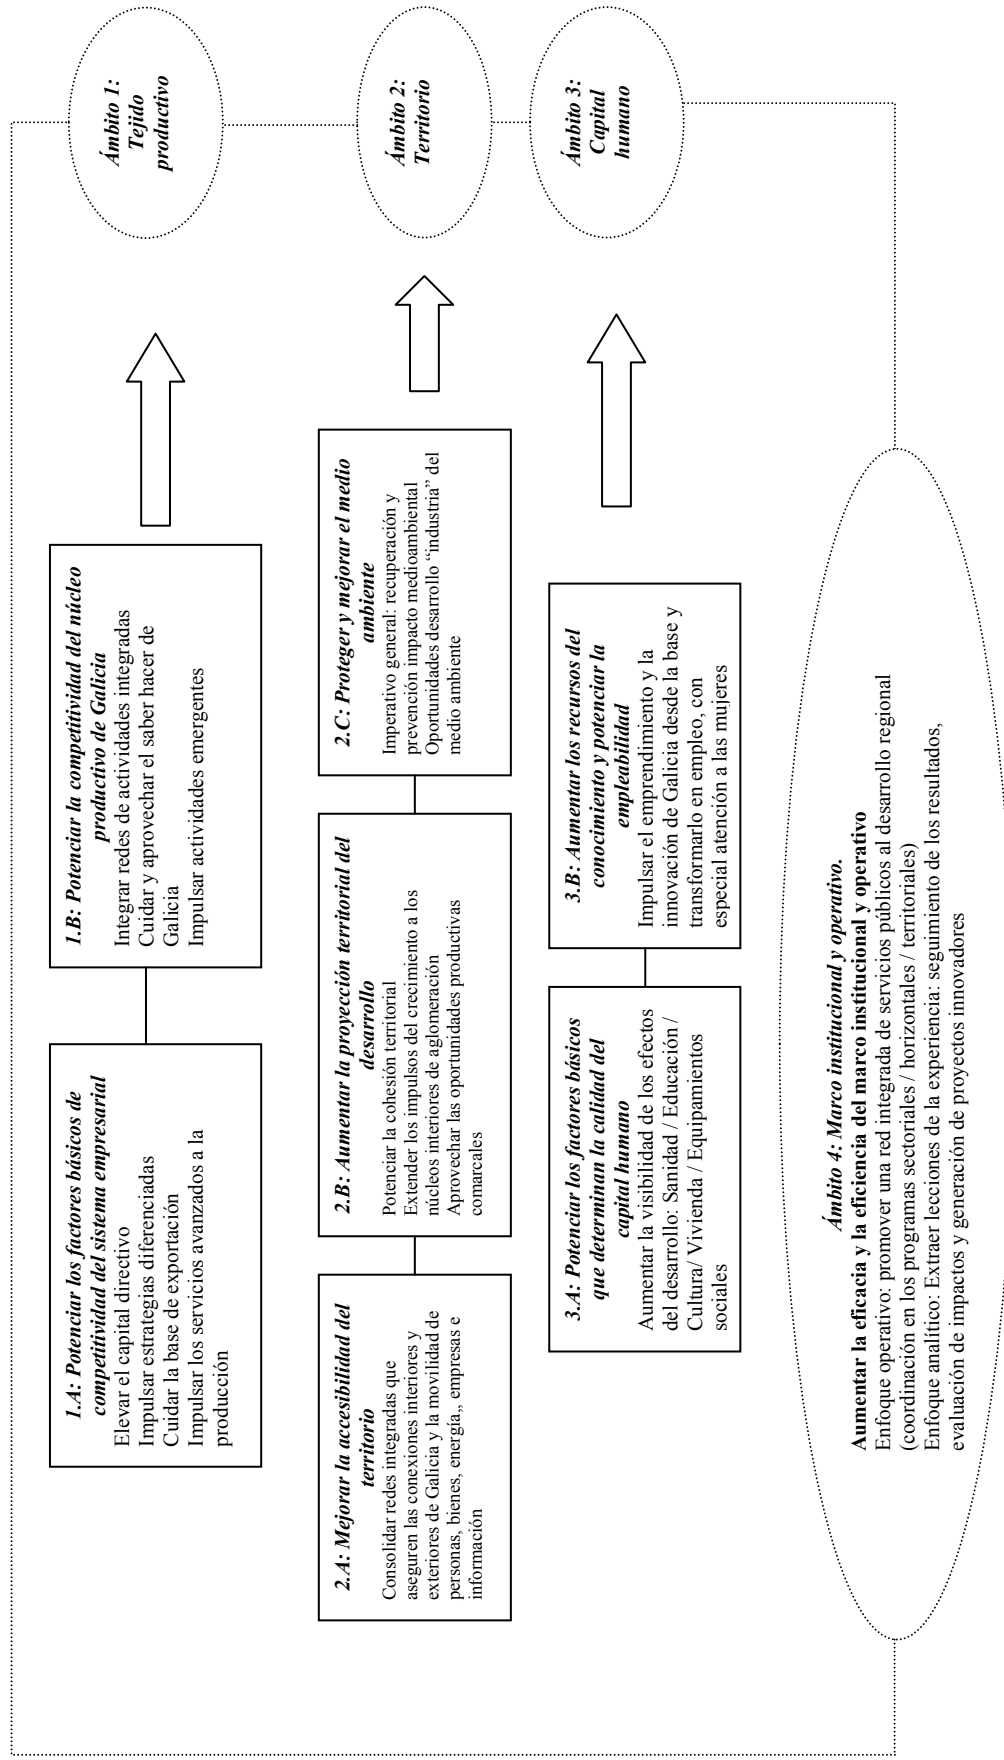 1.A: Potenciar los factores básicos de
competitividad del sistema empresarial
Elevar el capital directivo
Impulsar estrategias diferenciadas
Cuidar la base de exportación
Impulsar los servicios avanzados a la
producción
1.B: Potenciar la competitividad del núcleo
productivo de Galicia
Integrar redes de actividades integradas
Cuidar y aprovechar el saber hacer de
Galicia
Impulsar actividades emergentes
Ámbito 1:
Tejido
productivo
2.A: Mejorar la accesibilidad del
territorio
Consolidar redes integradas que
aseguren las conexiones interiores y
exteriores de Galicia y la movilidad de
personas, bienes, energía,, empresas e
información
2.B: Aumentar la proyección territorial del
desarrollo
Potenciar la cohesión territorial
Extender los impulsos del crecimiento a los
núcleos interiores de aglomeración
Aprovechar las oportunidades productivas
comarcales
2.C: Proteger y mejorar el medio
ambiente
Imperativo general: recuperación y
prevención impacto medioambiental
Oportunidades desarrollo “industria” del
medio ambiente
Ámbito 2:
Territorio
3.A: Potenciar los factores básicos
que determinan la calidad del
capital humano
Aumentar la visibilidad de los efectos
del desarrollo: Sanidad / Educación /
Cultura/ Vivienda / Equipamientos
sociales
3.B: Aumentar los recursos del
conocimiento y potenciar la
empleabilidad
Impulsar el emprendimiento y la
innovación de Galicia desde la base y
transformarlo en empleo, con
especial atención a las mujeres
Ámbito 3:
Capital
humano
Ámbito 4: Marco institucional y operativo.
Aumentar la eficacia y la eficiencia del marco institucional y operativo
Enfoque operativo: promover una red integrada de servicios públicos al desarrollo regional
(coordinación en los programas sectoriales / horizontales / territoriales)
Enfoque analítico: Extraer lecciones de la experiencia: seguimiento de los resultados,
evaluación de impactos y generación de proyectos innovadores